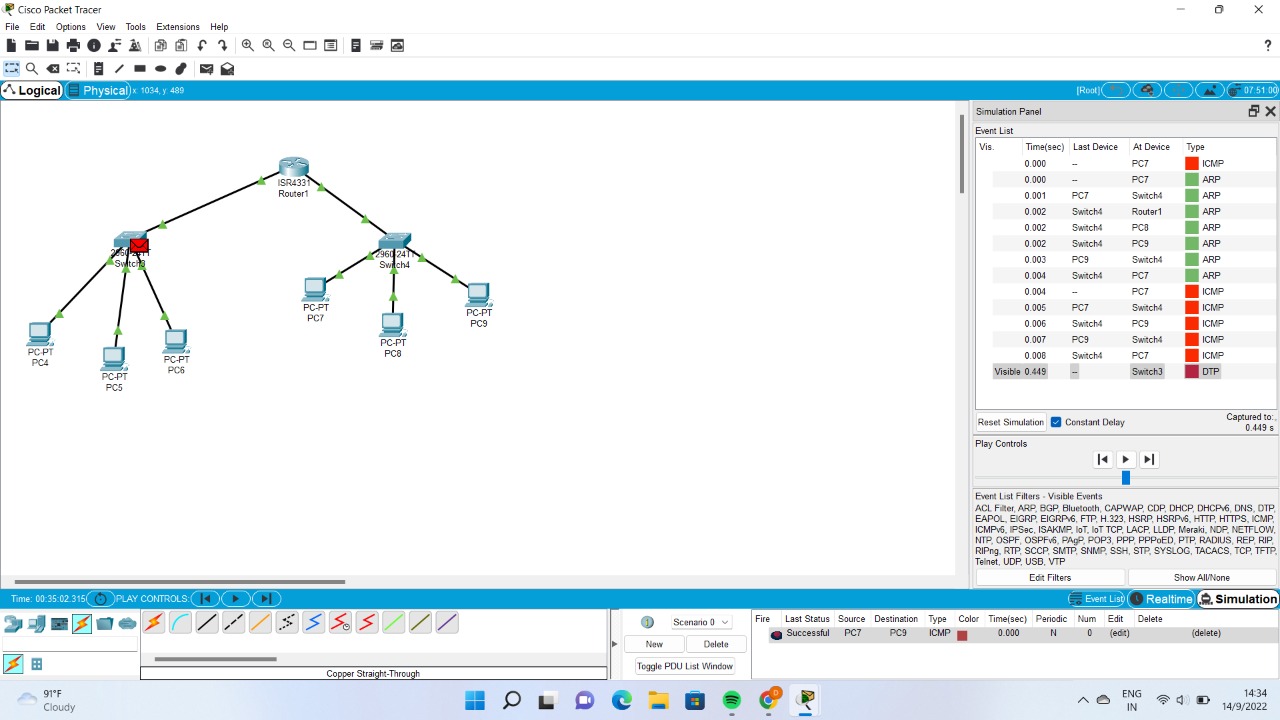 Cisco Packet Tracer
File Edit Options View Tools Extensions Help
?
Logical Physical x: 1034, y: 489 [Root] 07:51:00
ISR4331
Router1
Switch4
PC-PT
PC7
PC-PT
PC8
PC-PT
PC9
PC-PT
PC4
PC-PT
PC5
PC-PT
PC6
Simulation Panel
Event List
Vis. Time(sec) Last Device At Device Type
0.000 -- PC7 ICMP
0.000 -- PC7 ARP
0.001 PC7 Switch4 ARP
0.002 Switch4 Router1 ARP
0.002 Switch4 PC8 ARP
0.002 Switch4 PC9 ARP
0.003 PC9 Switch4 ARP
0.004 Switch4 PC7 ARP
0.004 -- PC7 ICMP
0.005 PC7 Switch4 ICMP
0.006 Switch4 PC9 ICMP
0.007 PC9 Switch4 ICMP
0.008 Switch4 PC7 ICMP
Visible 0.449 -- Switch3 DTP
Reset Simulation Constant Delay Captured to:
0.449 s
Play Controls
Event List Filters - Visible Events
ACL Filter, ARP, BGP, Bluetooth, CAPWAP, CDP, DHCP, DHCPv6, DNS, DTP,
EAPOL, EIGRP, EIGRPv6, FTP, H.323, HSRP, HSRPv6, HTTP, HTTPS, ICMP,
ICMPv6, IPSec, ISAKMP, IoT, IoT TCP, LACP, LLDP, Meraki, NDP, NETFLOW,
NTP, OSPF, OSPFv6, PAgP, POP3, PPP, PPPoED, PTP, RADIUS, REP, RIP,
RIPng, RTP, SCCP, SMTP, SNMP, SSH, STP, SYSLOG, TACACS, TCP, TFTP,
Telnet, UDP, USB, VTP
Edit Filters Show All/None
Time: 00:35:02.315 PLAY CONTROLS: Event List Realtime Simulation
Scenario 0
New Delete
Toggle PDU List Window
Fire Last Status Source Destination Type Color Time(sec) Periodic Num Edit Delete
Successful PC7 PC9 ICMP 0.000 N 0 (edit) (delete)
Copper Straight-Through
91°F
Cloudy
ENG
IN
14:34
14/9/2022